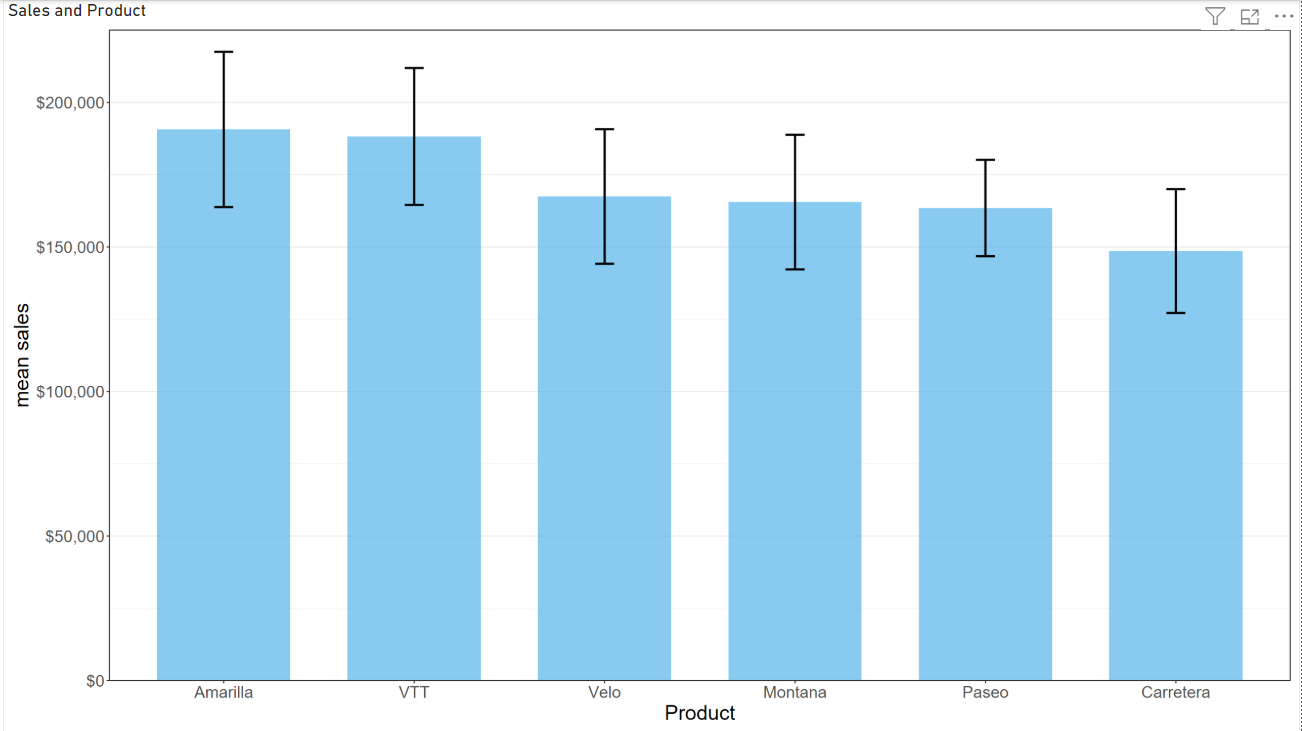 Sales and Product
$200,000
$150,000
$100,000
$50,000
$0
mean sales
Amarilla VTT Velo Montana Paseo Carretera
Product